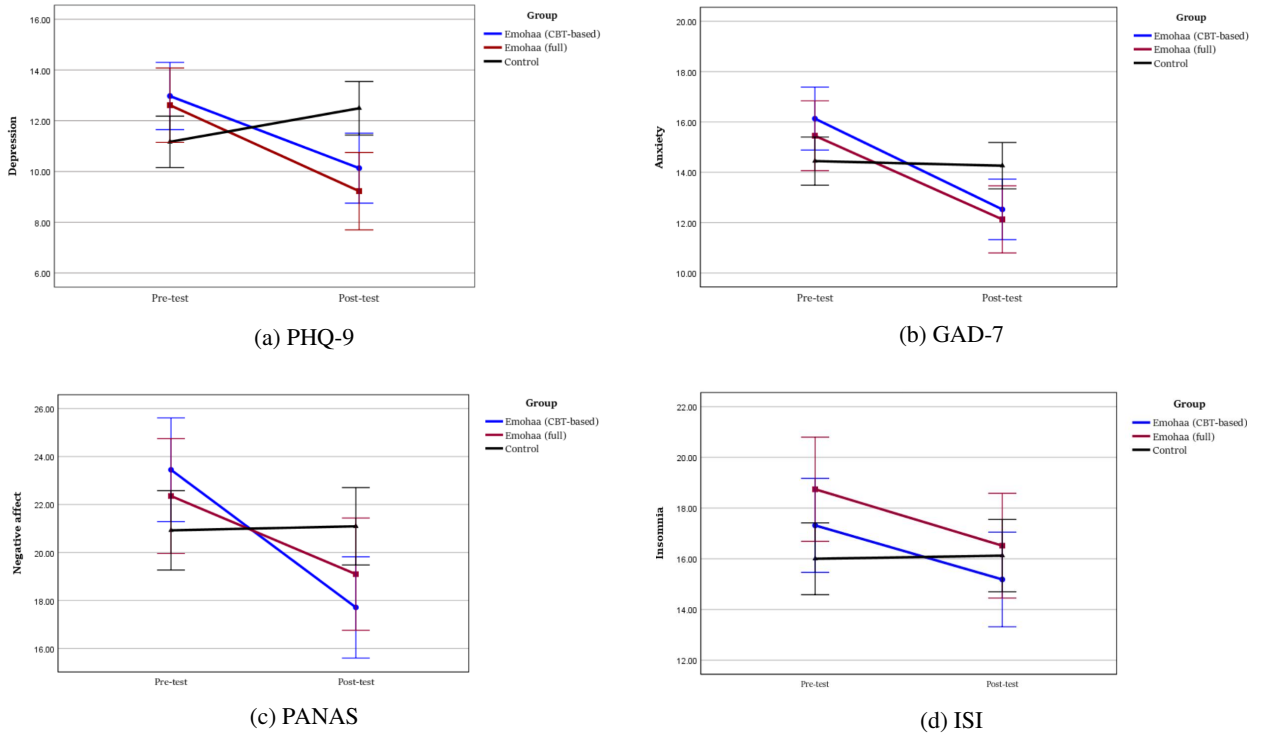 16.00
14.00
12.00
10.00
8.00
6.00
Depression
Pre-test
Post-test
Group
Emohaa (CBT-based)
Emohaa (full)
Control
(a) PHQ-9
20.00
18.00
16.00
14.00
12.00
10.00
Anxiety
Pre-test
Post-test
Group
Emohaa (CBT-based)
Emohaa (full)
Control
(b) GAD-7
26.00
24.00
22.00
20.00
18.00
16.00
Negative affect
Pre-test
Post-test
Group
Emohaa (CBT-based)
Emohaa (full)
Control
(c) PANAS
22.00
20.00
18.00
16.00
14.00
12.00
Insomnia
Pre-test
Post-test
Group
Emohaa (CBT-based)
Emohaa (full)
Control
(d) ISI